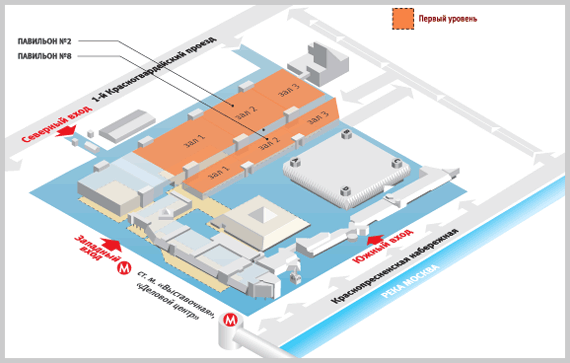 Первый уровень
ПАВИЛЬОН №2
ПАВИЛЬОН №8
1-й Красногвардейский проезд
Северный вход
зал 1
зал 2
зал 3
зал 1
зал 2
зал 3
Западный
вход
М
ст. м. «Выставочная»,
«Деловой центр»
М
Южный вход
Краснопресненская набережная
РЕКА МОСКВА